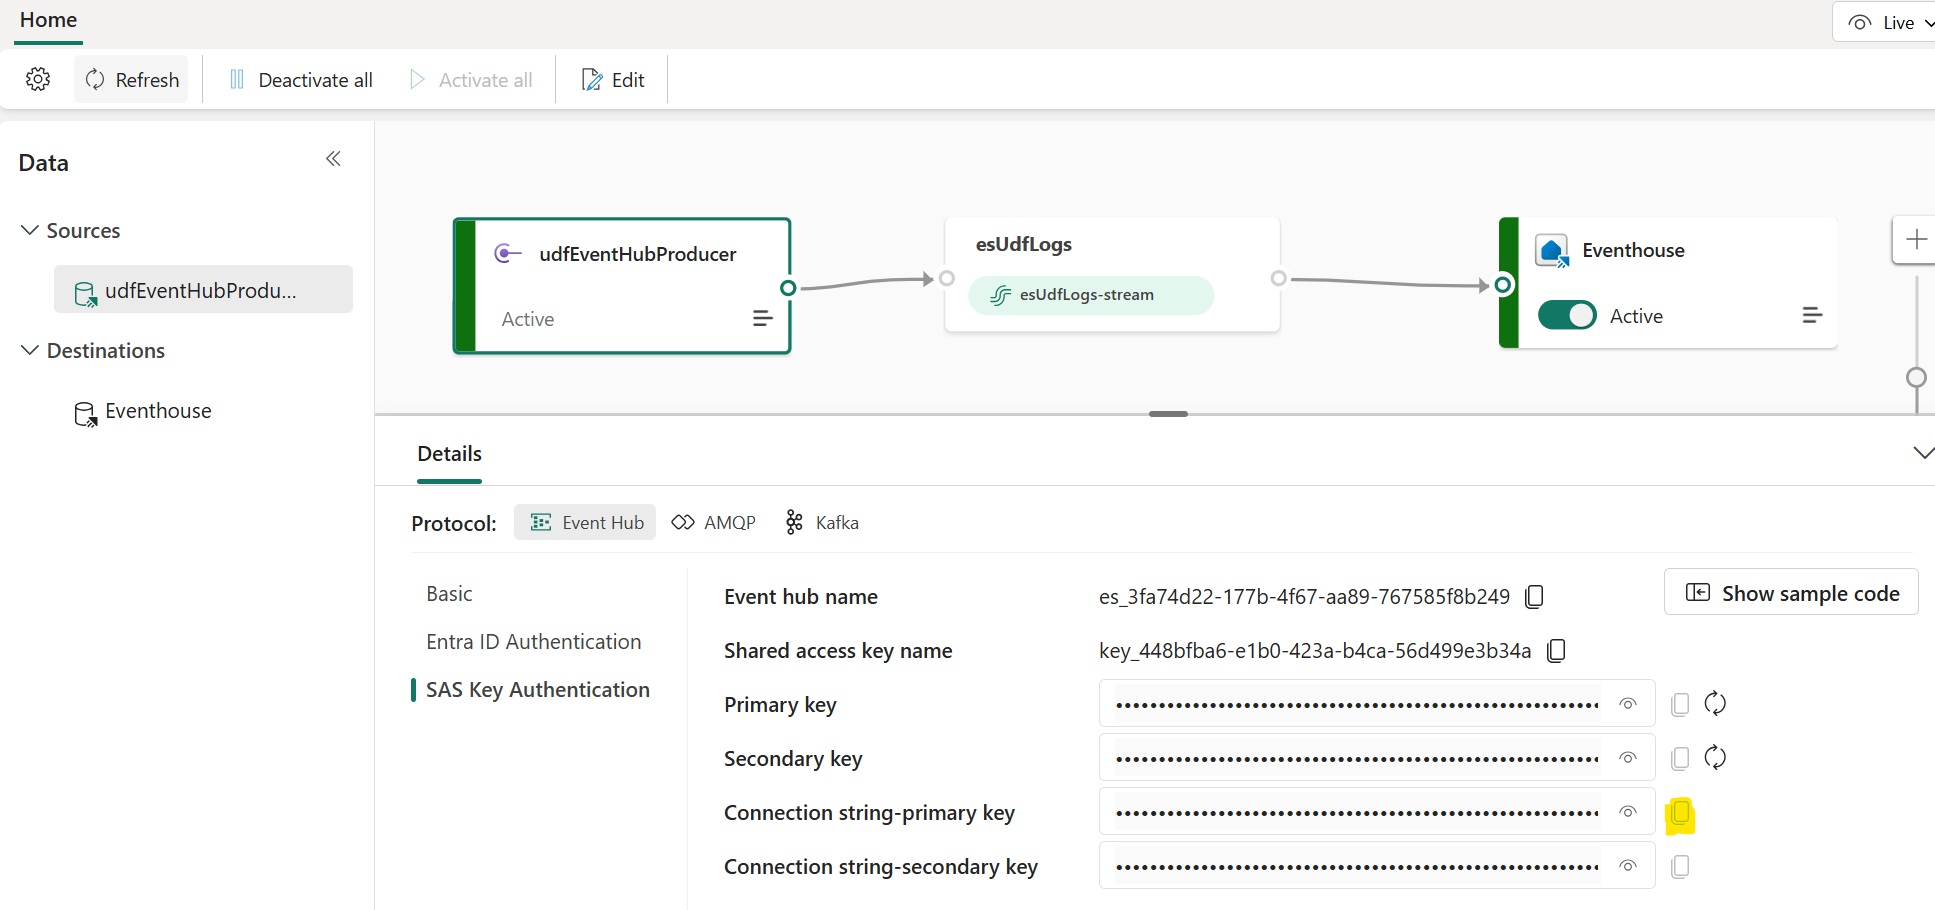 Home
Live
Refresh
Deactivate all
Activate all
Edit
Data
Sources
udfEventHubProdu...
Destinations
Eventhouse
udfEventHubProducer
Active
esUdfLogs
esUdfLogs-stream
Eventhouse
Active
Details
Protocol:
Event Hub
AMQP
Kafka
Basic
Entra ID Authentication
SAS Key Authentication
Event hub name
es_3fa74d22-177b-4f67-aa89-767585f8b249
Show sample code
Shared access key name
key_448bfba6-e1b0-423a-b4ca-56d499e3b34a
Primary key
Secondary key
Connection string-primary key
Connection string-secondary key